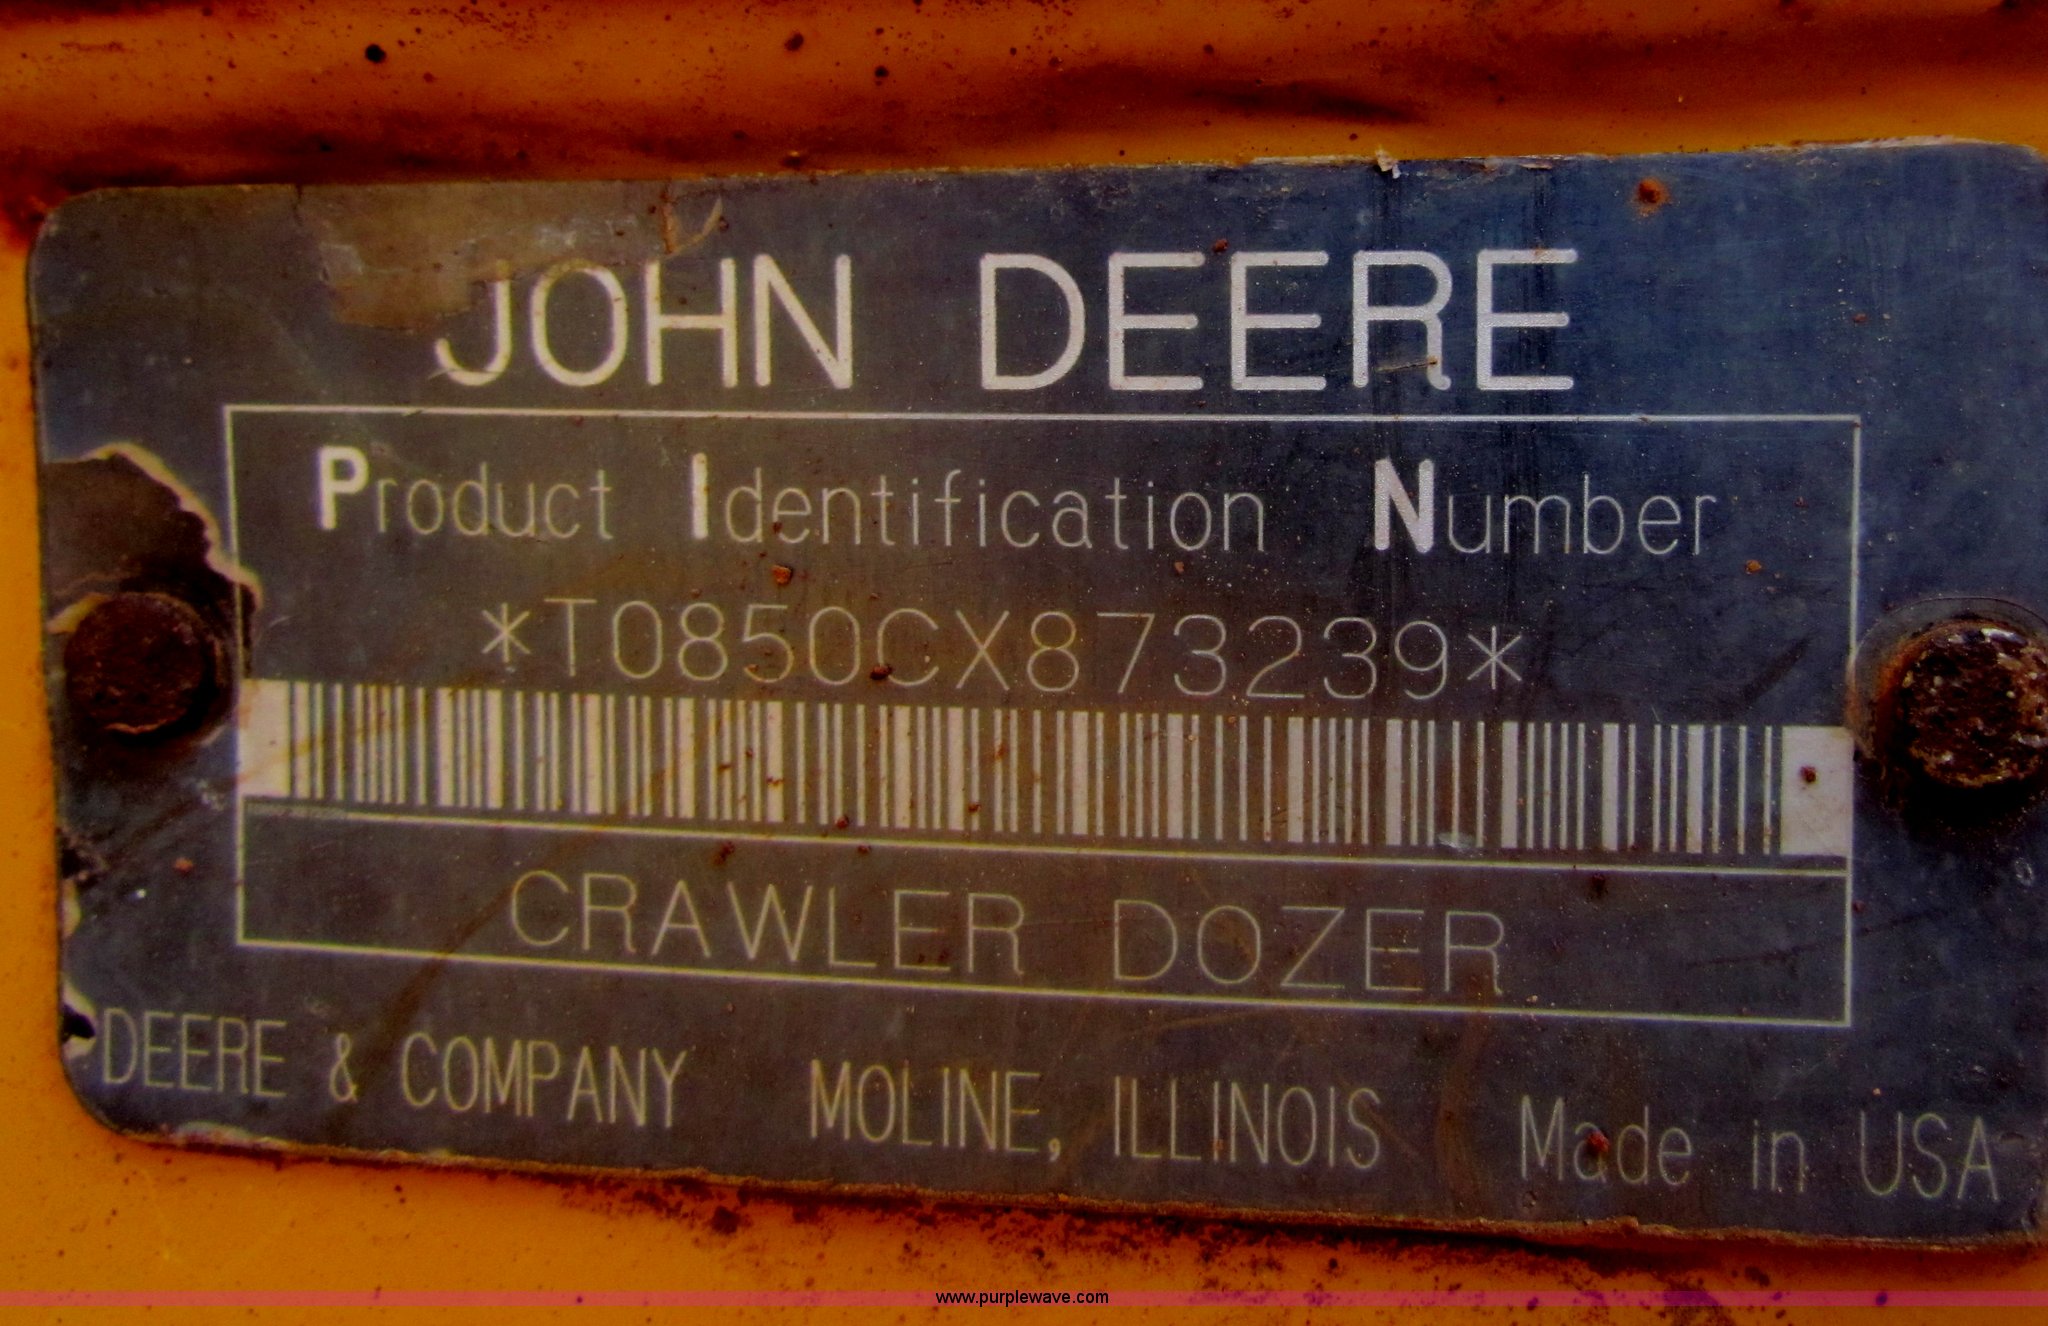 JOHN DEERE
Product Identification Number
*T0850CX873239*
CRAWLER DOZER
DEERE & COMPANY MOLINE, ILLINOIS Made in USA
www.purplewave.com